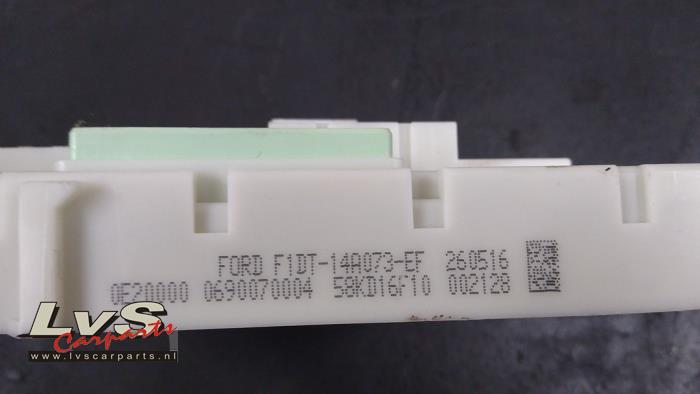 FORD F1DT-14A073-EF 260516
0E20000 0690070004 58KD16F10 002128
LvS
Carparts
www.lvscarparts.nl